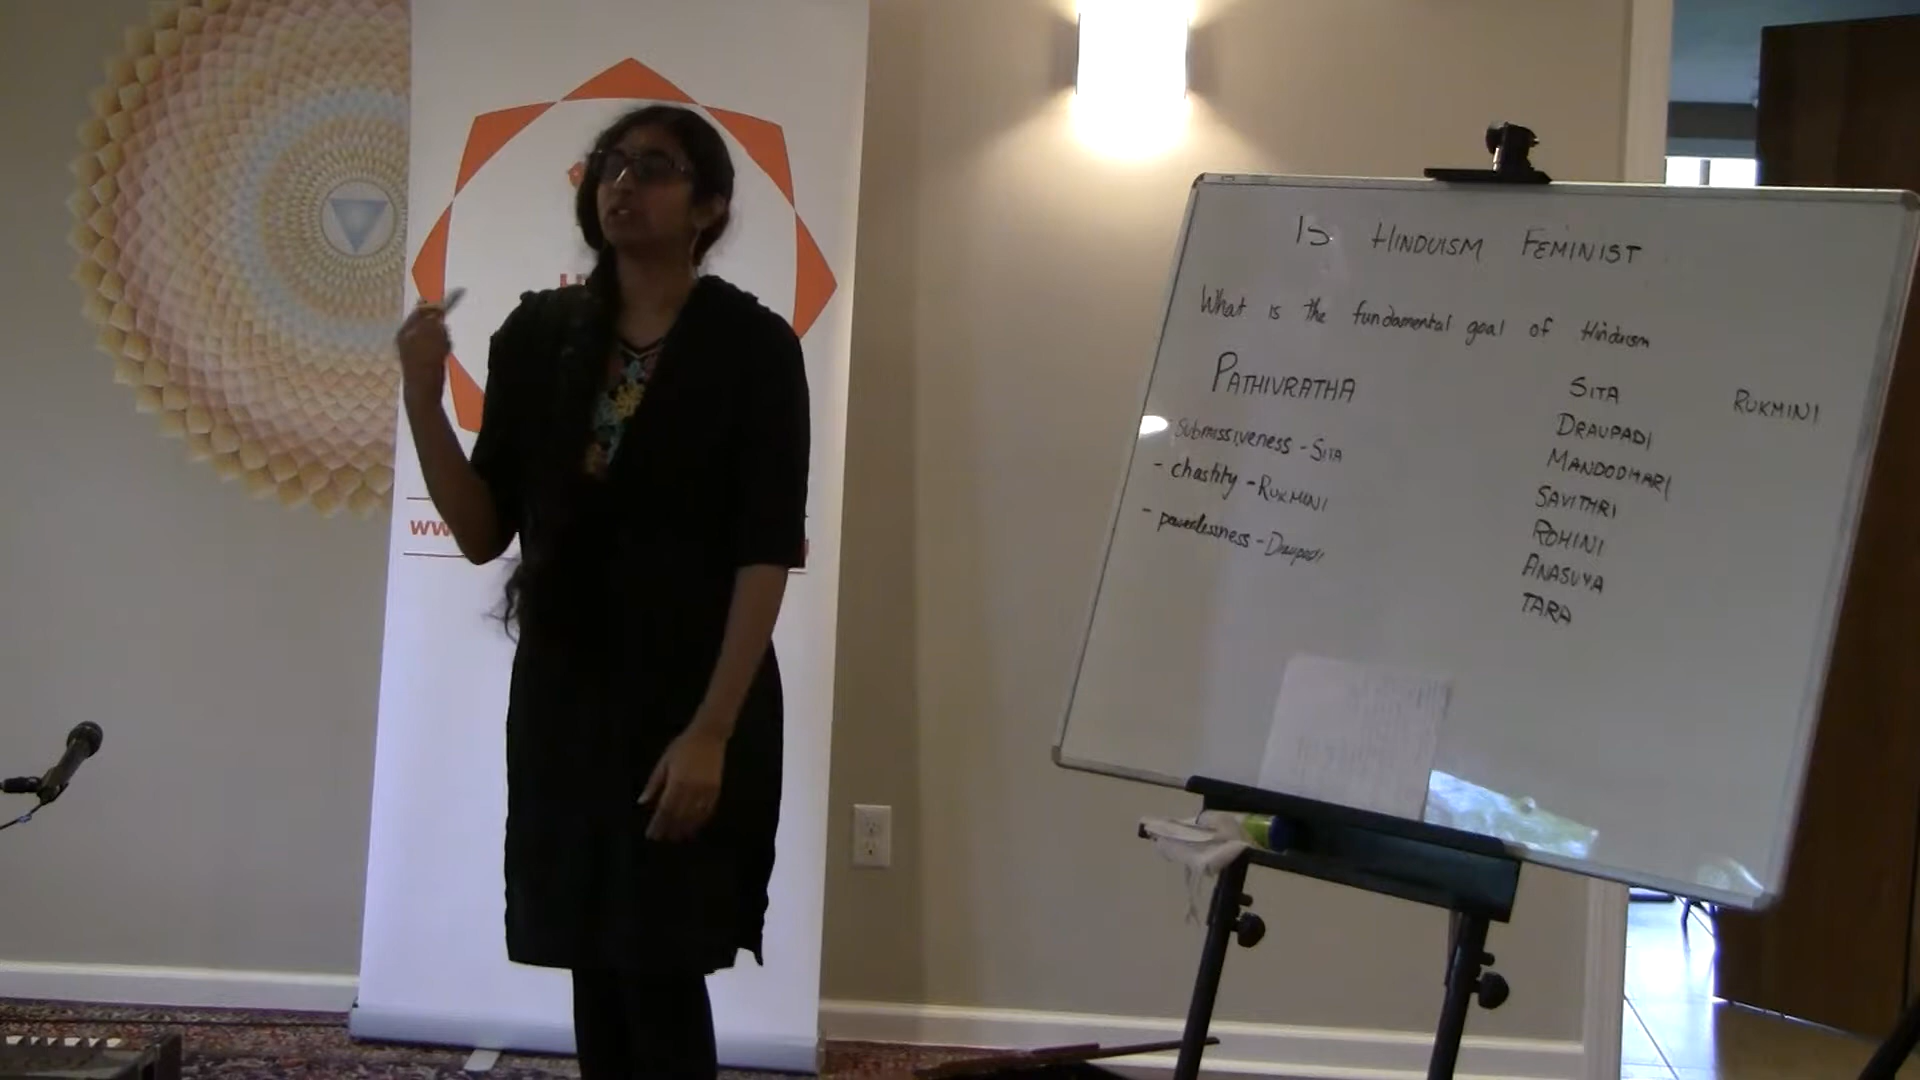 IS HINDUISM FEMINIST
What is the fundamental goal of Hinduism
PATHIVRATHA
Submissiveness - SITA
- chastity - RUKMINI
- powerlessness - Draupadi
SITA
DRAUPADI
MANDODHARI
SAVITHRI
ROHINI
ANASUYA
TARA
RUKMINI